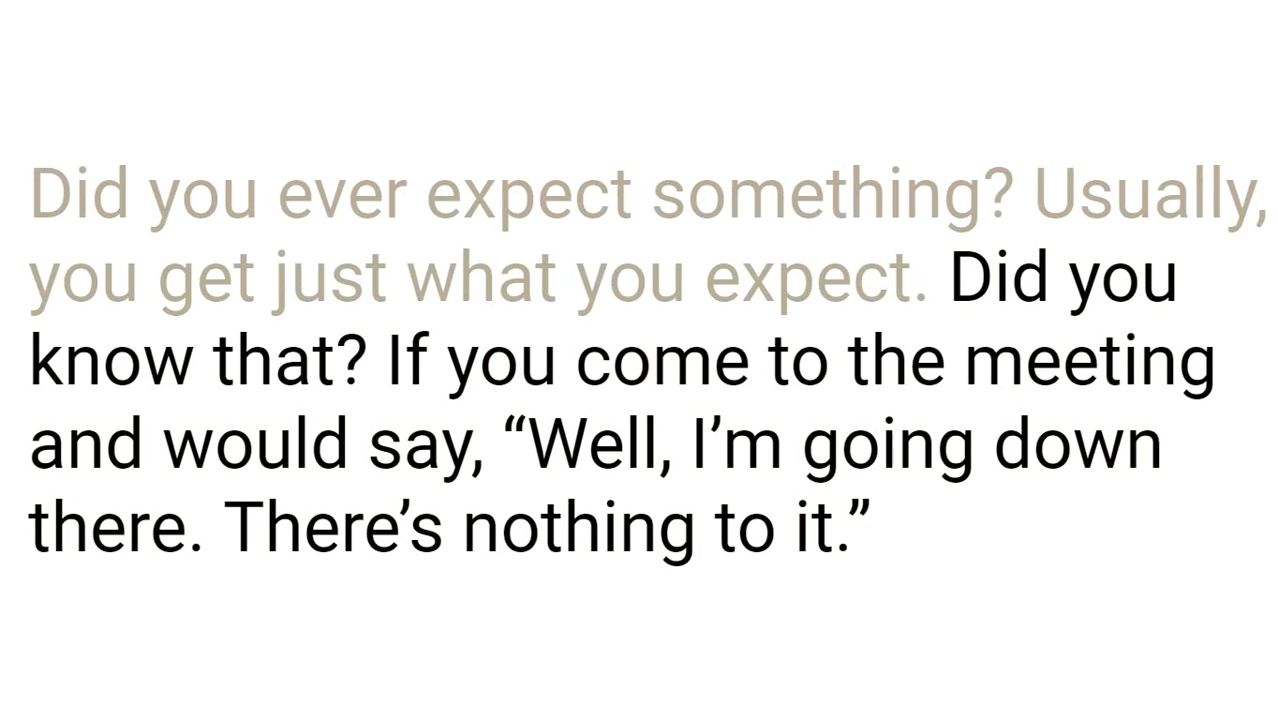 Did you ever expect something? Usually,
you get just what you expect. Did you
know that? If you come to the meeting
and would say, “Well, I’m going down
there. There’s nothing to it.”